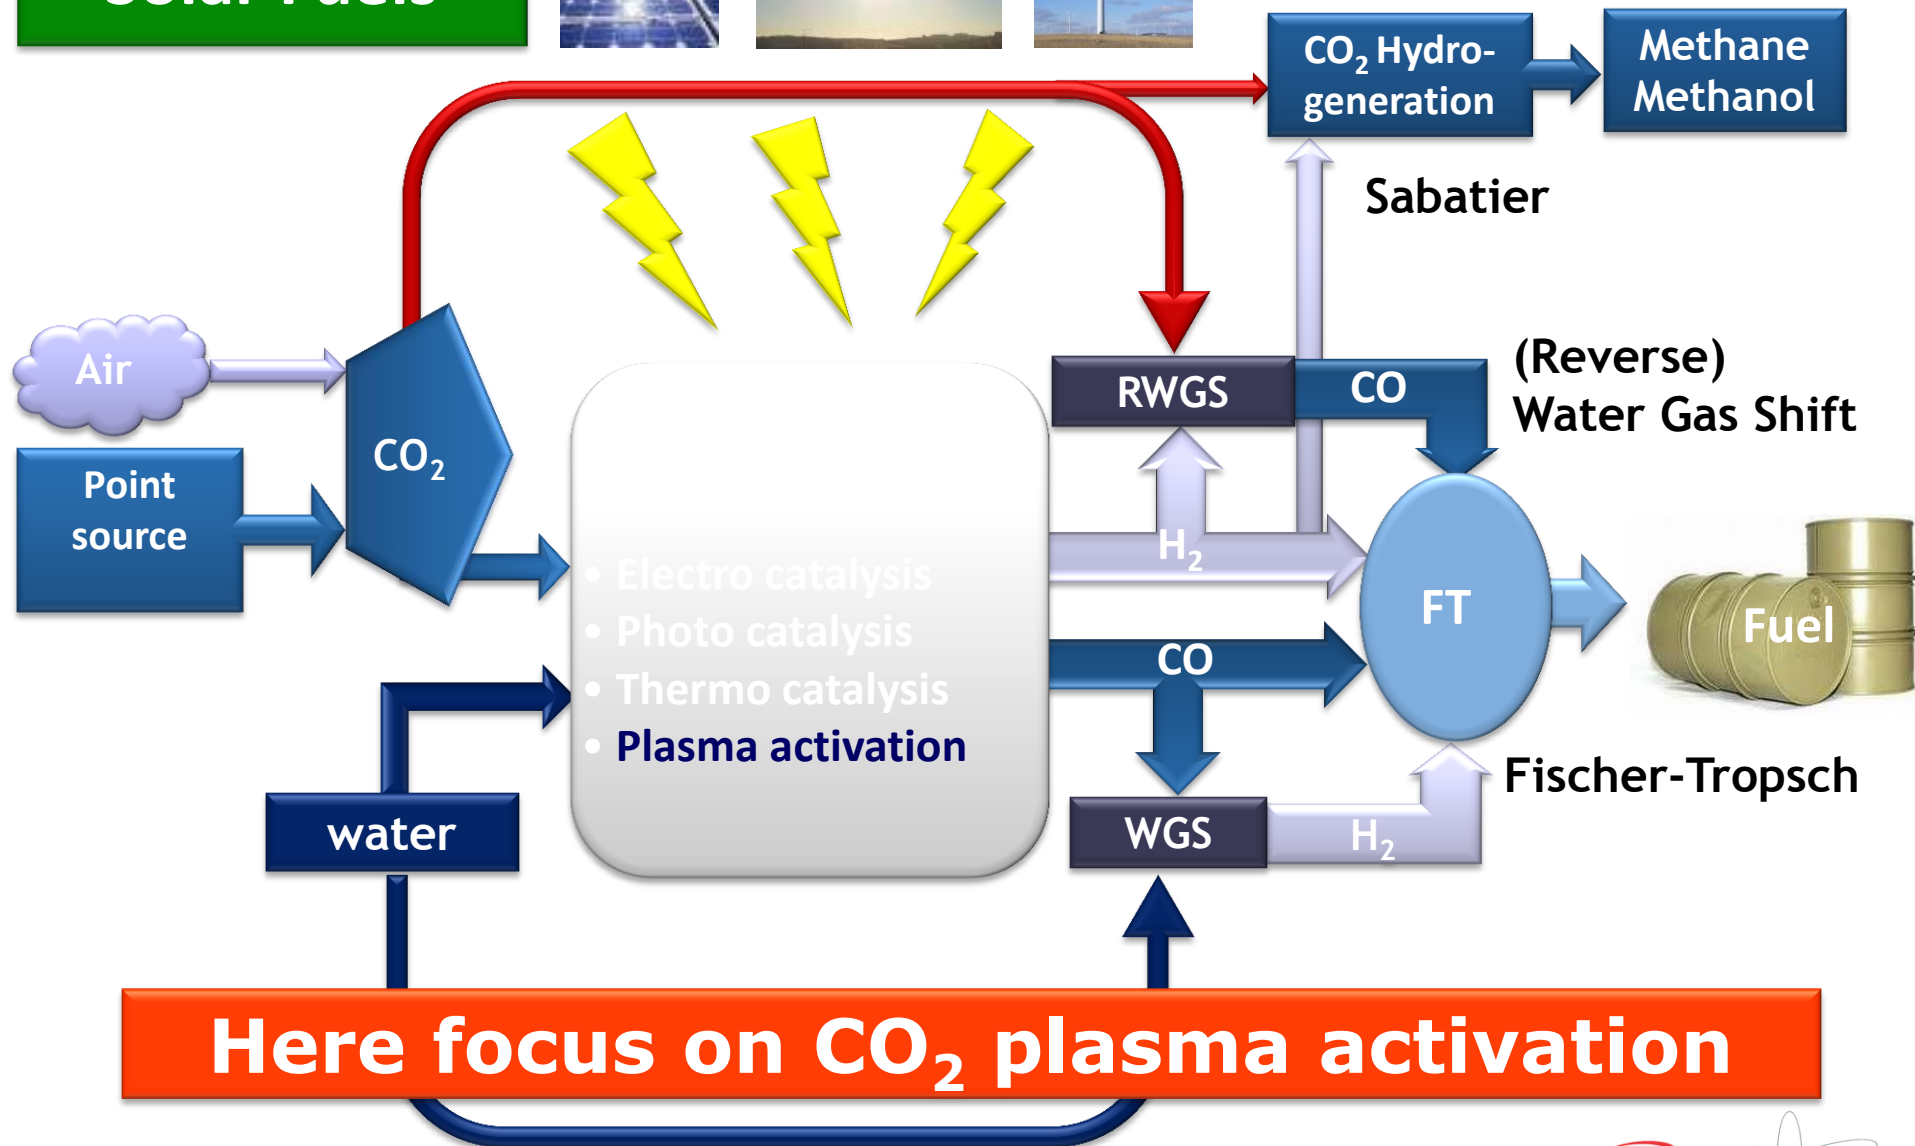 Solar Fuels
CO₂ Hydro-
generation
Methane
Methanol
Sabatier
Air
(Reverse)
Water Gas Shift
RWGS
CO
CO₂
Point
source
H₂
• Electro catalysis
• Photo catalysis
• Thermo catalysis
• Plasma activation
FT
Fuel
CO
Fischer-Tropsch
water
WGS
H₂
Here focus on CO₂ plasma activation